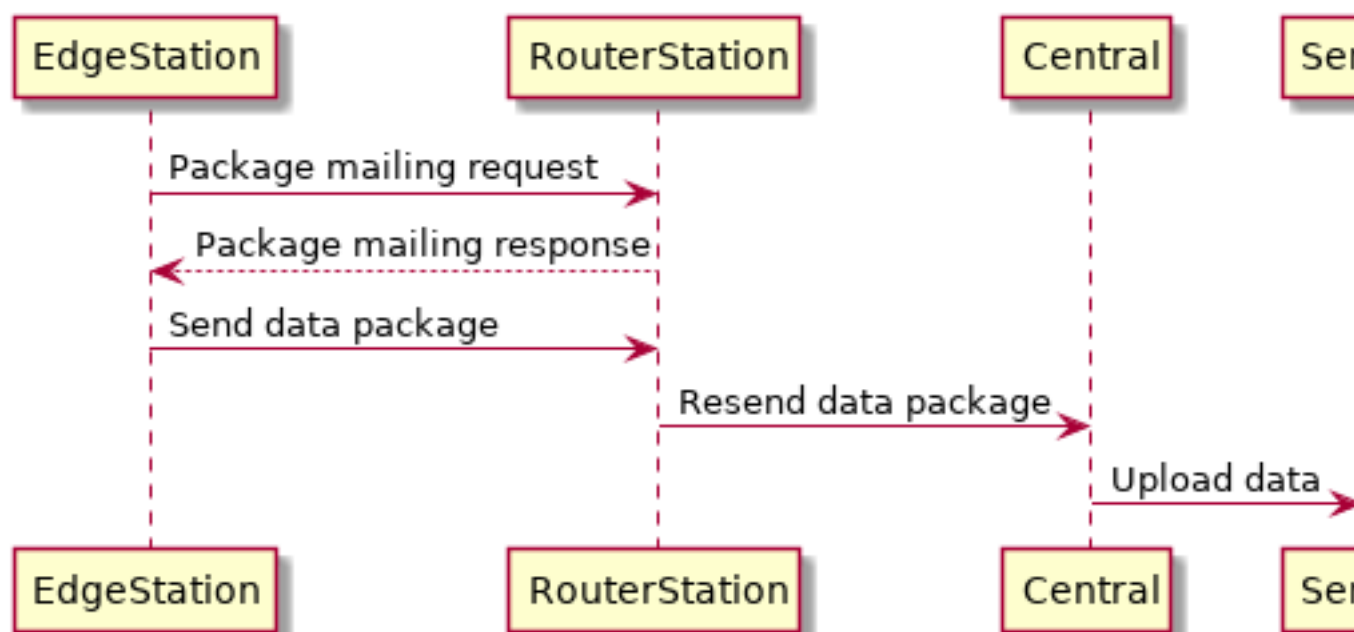 EdgeStation
RouterStation
Central
Package mailing request
Package mailing response
Send data package
Resend data package
Upload data
EdgeStation
RouterStation
Central